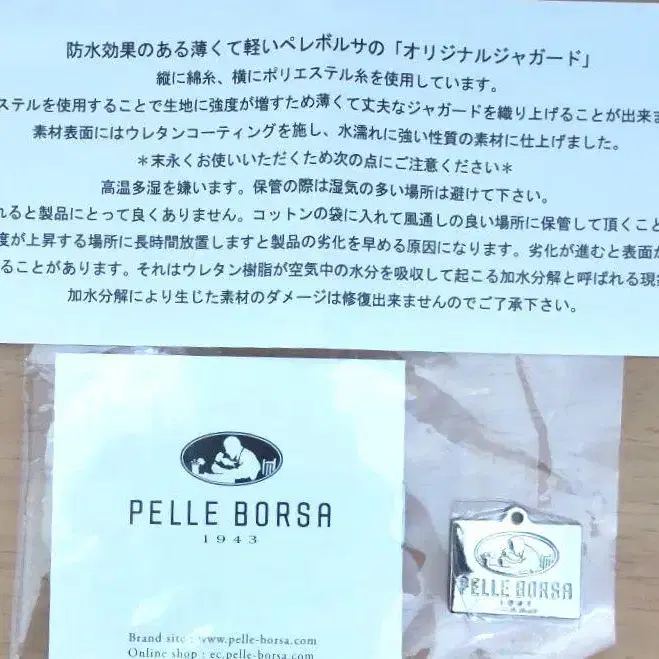 防水効果のある薄くて軽いペレボルサの「オリジナルジャガード」
縦に綿糸、横にポリエステル糸を使用しています。
ステルを使用することで生地に強度が増すため薄くて丈夫なジャガードを織り上げることが出来ま
素材表面にはウレタンコーティングを施し、水濡れに強い性質の素材に仕上げました。
＊末永くお使いいただくため次の点にご注意ください＊
高温多湿を嫌います。保管の際は湿気の多い場所は避けて下さい。
れると製品にとって良くありません。コットンの袋に入れて風通しの良い場所に保管して頂くこと
度が上昇する場所に長時間放置しますと製品の劣化を早める原因になります。劣化が進むと表面が
ることがあります。それはウレタン樹脂が空気中の水分を吸収して起こる加水分解と呼ばれる現
加水分解により生じた素材のダメージは修復出来ませんのでご了承下さい。
PELLE BORSA
1943
Brand site : www.pelle-borsa.com
Online shop : ec.pelle-borsa.com
PELLE BORSA